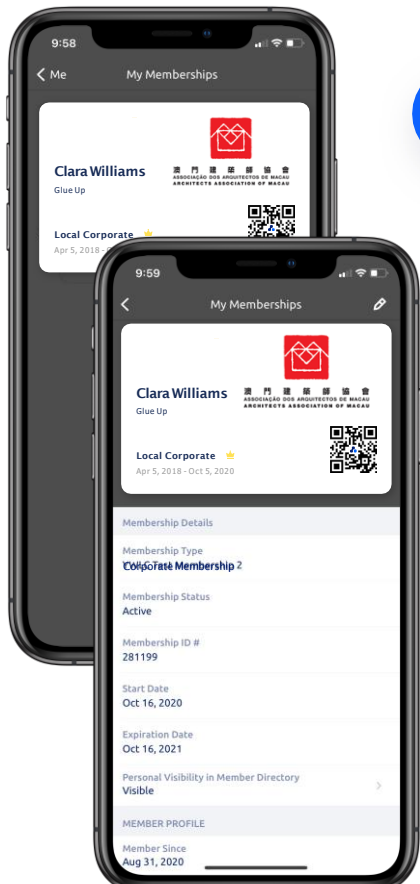 9:58
Me
My Memberships
Clara Williams
Glue Up
澳門建築師協會
ASSOCIAÇÃO DOS ARQUITECTOS DE MACAU
ARCHITECTS ASSOCIATION OF MACAU
Local Corporate
Apr 5, 2018 -
9:59
My Memberships
Clara Williams
Glue Up
澳門建築師協會
ASSOCIAÇÃO DOS ARQUITECTOS DE MACAU
ARCHITECTS ASSOCIATION OF MACAU
Local Corporate
Apr 5, 2018 - Oct 5, 2020
Membership Details
Membership Type
Corporate Membership 2
Membership Status
Active
Membership ID #
281199
Start Date
Oct 16, 2020
Expiration Date
Oct 16, 2021
Personal Visibility in Member Directory
Visible
MEMBER PROFILE
Member Since
Aug 31, 2020